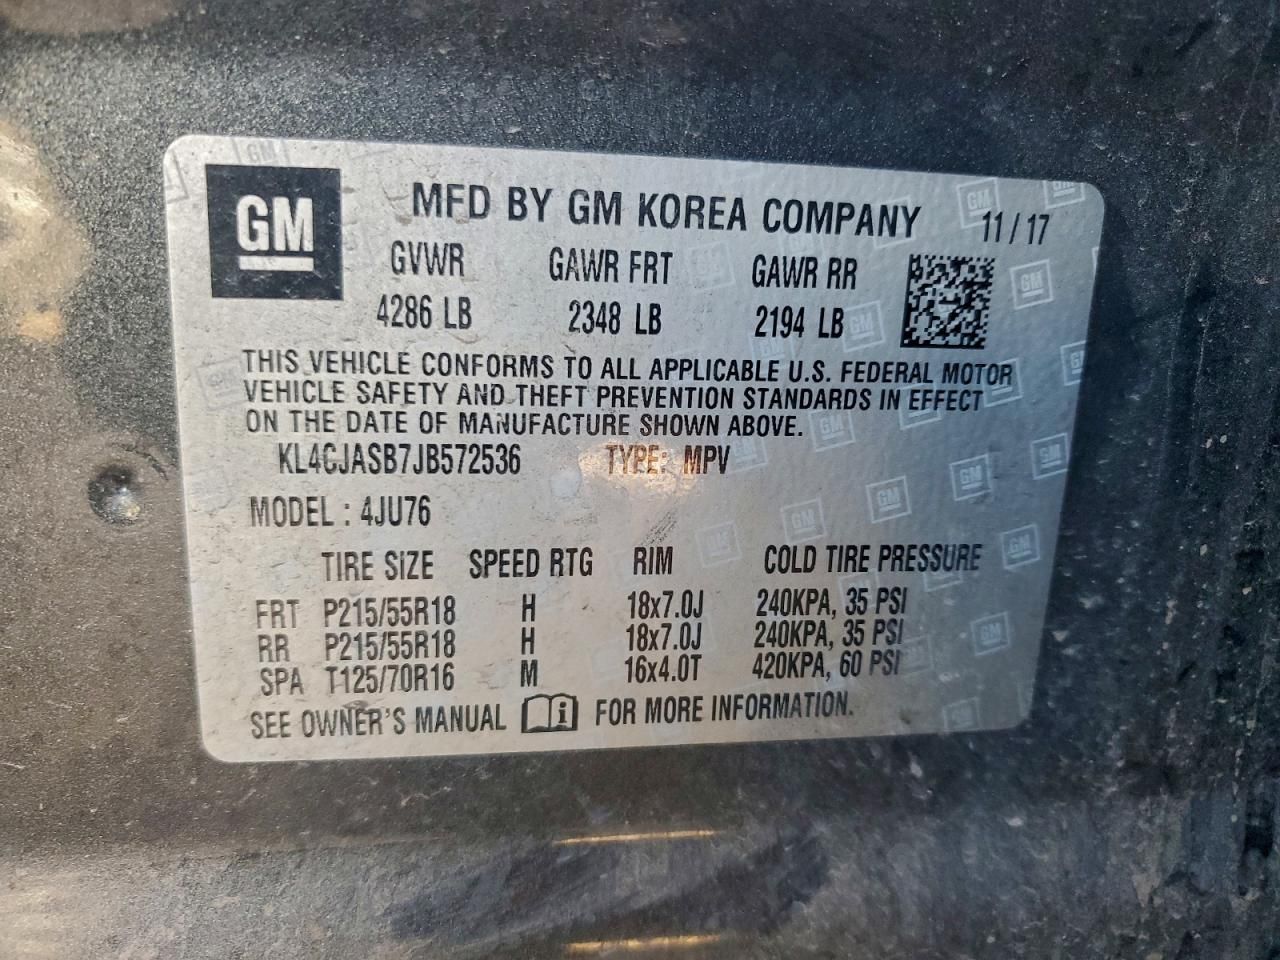 GM
MFD BY GM KOREA COMPANY 11/17
GVWR GAWR FRT GAWR RR
4286 LB 2348 LB 2194 LB
THIS VEHICLE CONFORMS TO ALL APPLICABLE U.S. FEDERAL MOTOR
VEHICLE SAFETY AND THEFT PREVENTION STANDARDS IN EFFECT
ON THE DATE OF MANUFACTURE SHOWN ABOVE.
KL4CJASB7JB572536 TYPE: MPV
MODEL : 4JU76
TIRE SIZE SPEED RTG RIM COLD TIRE PRESSURE
FRT P215/55R18 H 18x7.0J 240KPA, 35 PSI
RR P215/55R18 H 18x7.0J 240KPA, 35 PSI
SPA T125/70R16 M 16x4.0T 420KPA, 60 PSI
SEE OWNER'S MANUAL i FOR MORE INFORMATION.